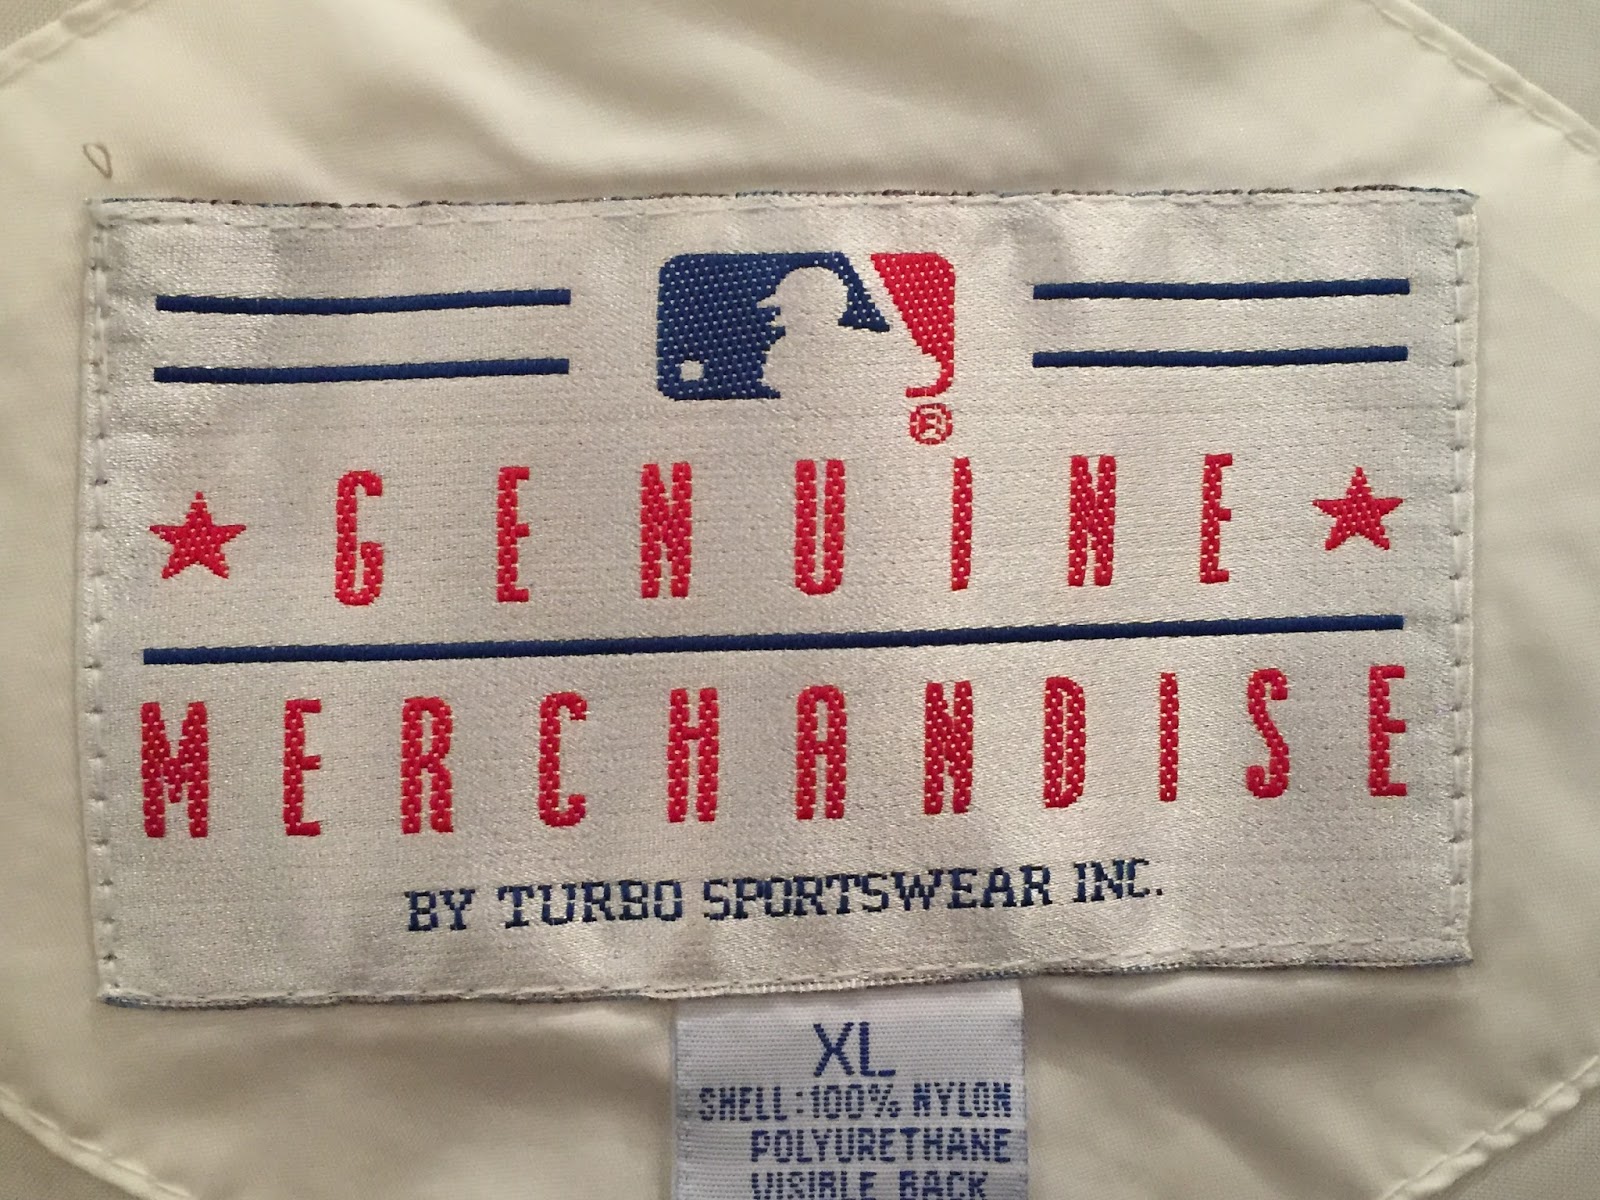 ®
GENUINE
MERCHANDISE
BY TURBO SPORTSWEAR INC.
XL
SHELL:100% NYLON
POLYURETHANE
VISIBLE BACK